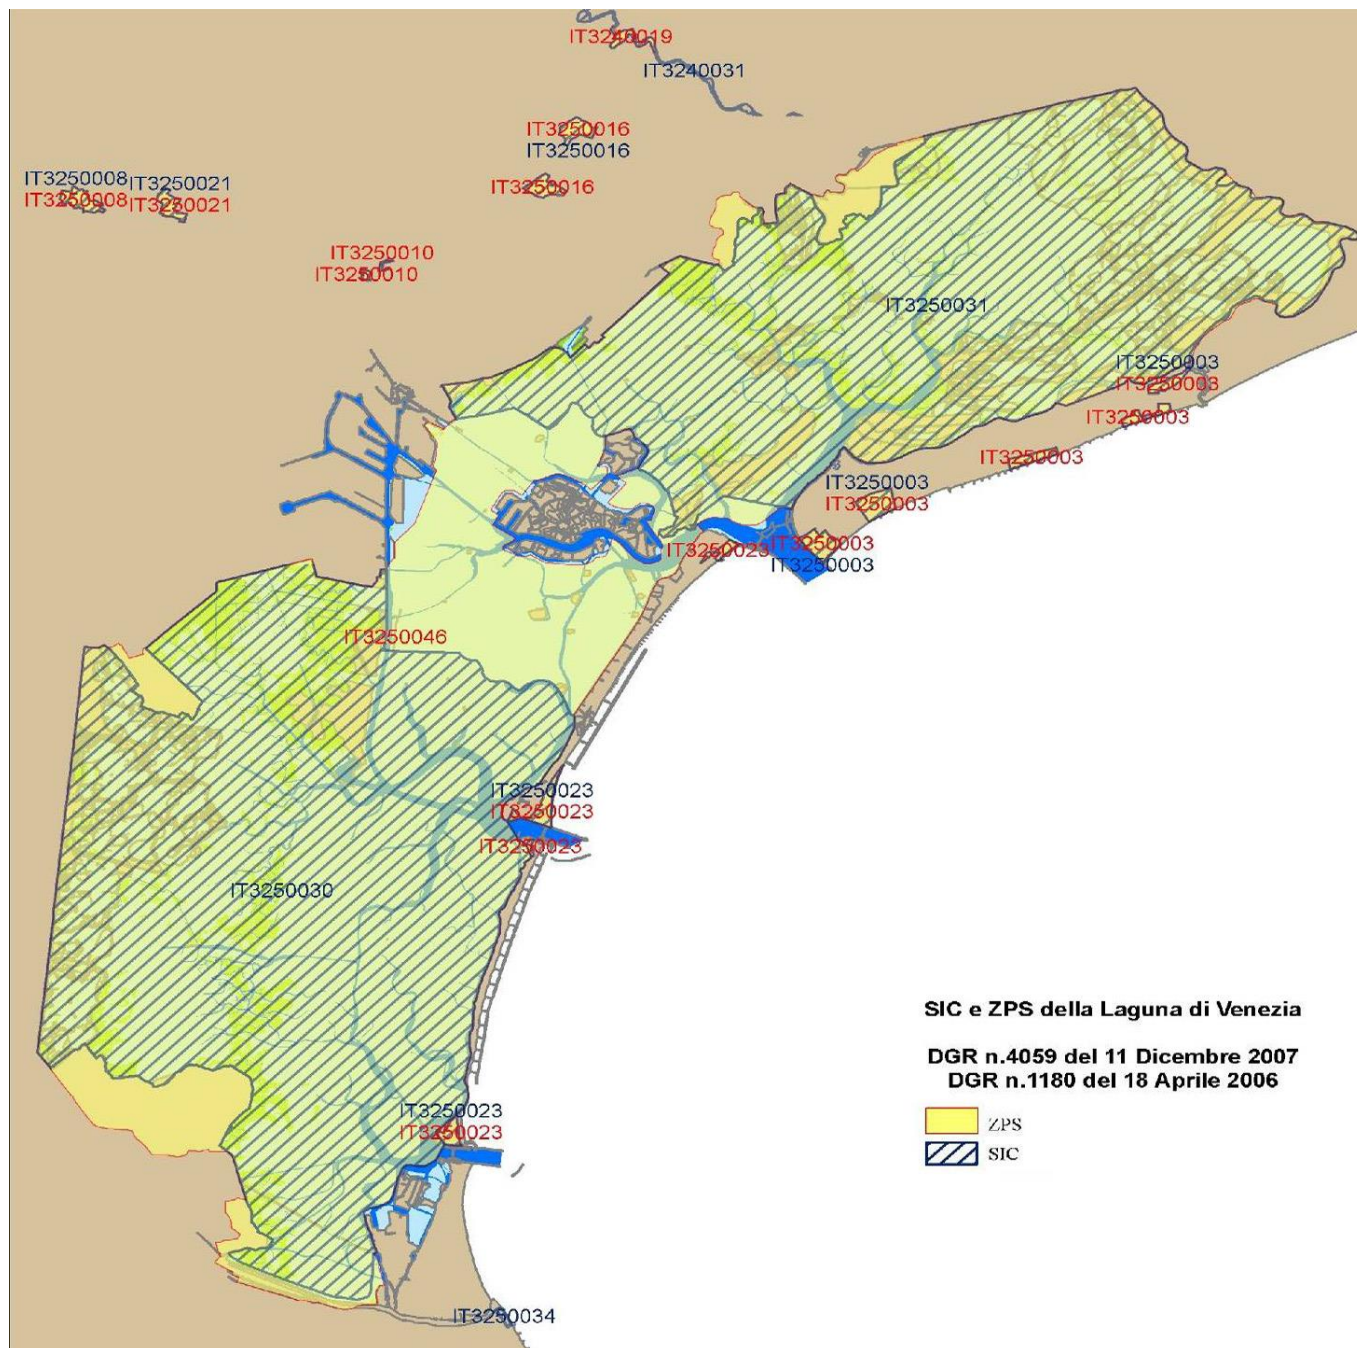 IT3240019
IT3240031
IT3250016
IT3250016
IT3250008
IT3250021
IT3250016
IT3250008
IT3250021
IT3250010
IT3250010
IT3250031
IT3250003
IT3250003
IT3250003
IT3250003
IT3250003
IT3250003
IT3250023
IT3250003
IT3250003
IT3250046
IT3250023
IT3250023
IT3250023
IT3250030
SIC e ZPS della Laguna di Venezia
DGR n.4059 del 11 Dicembre 2007
DGR n.1180 del 18 Aprile 2006
IT3250023
IT3250023
ZPS
SIC
IT3250034